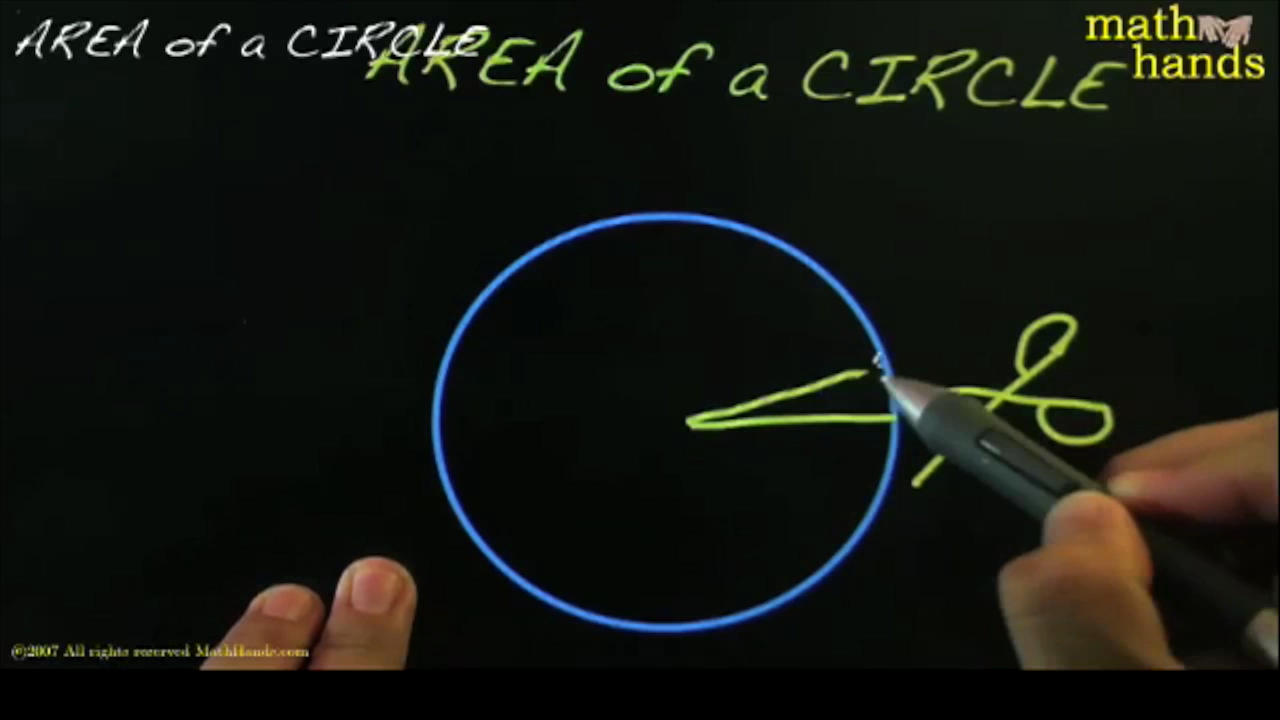 AREA of a CIRCLE
AREA of a CIRCLE
math
hands
@2007 All rights reserved MathHands.com